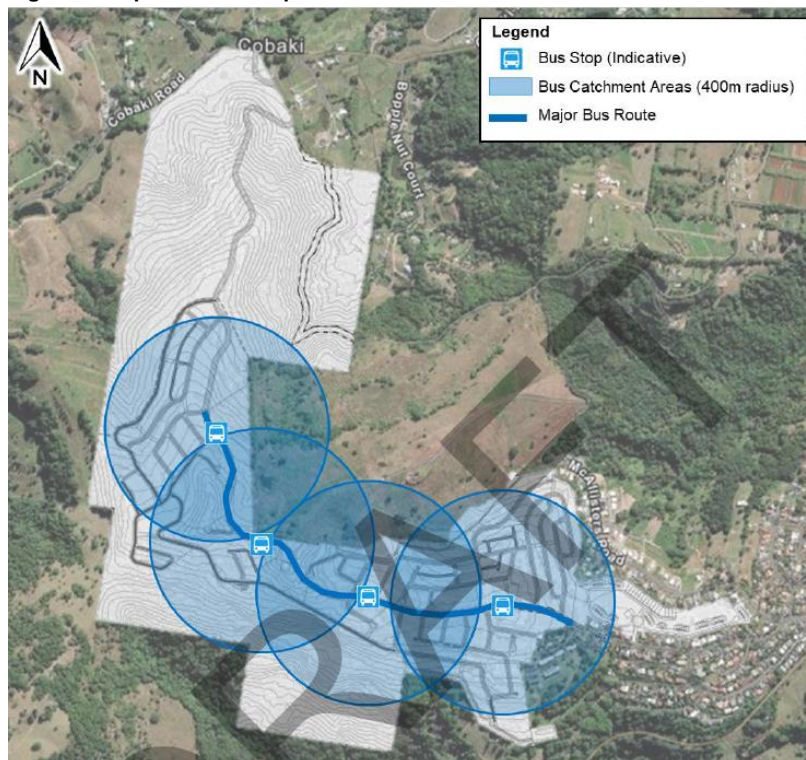 Legend
Bus Stop (Indicative)
Bus Catchment Areas (400m radius)
Major Bus Route
N
Cobaki
Cobaki Road
Bopple Nut Court
McAllisters Road
DRAFT